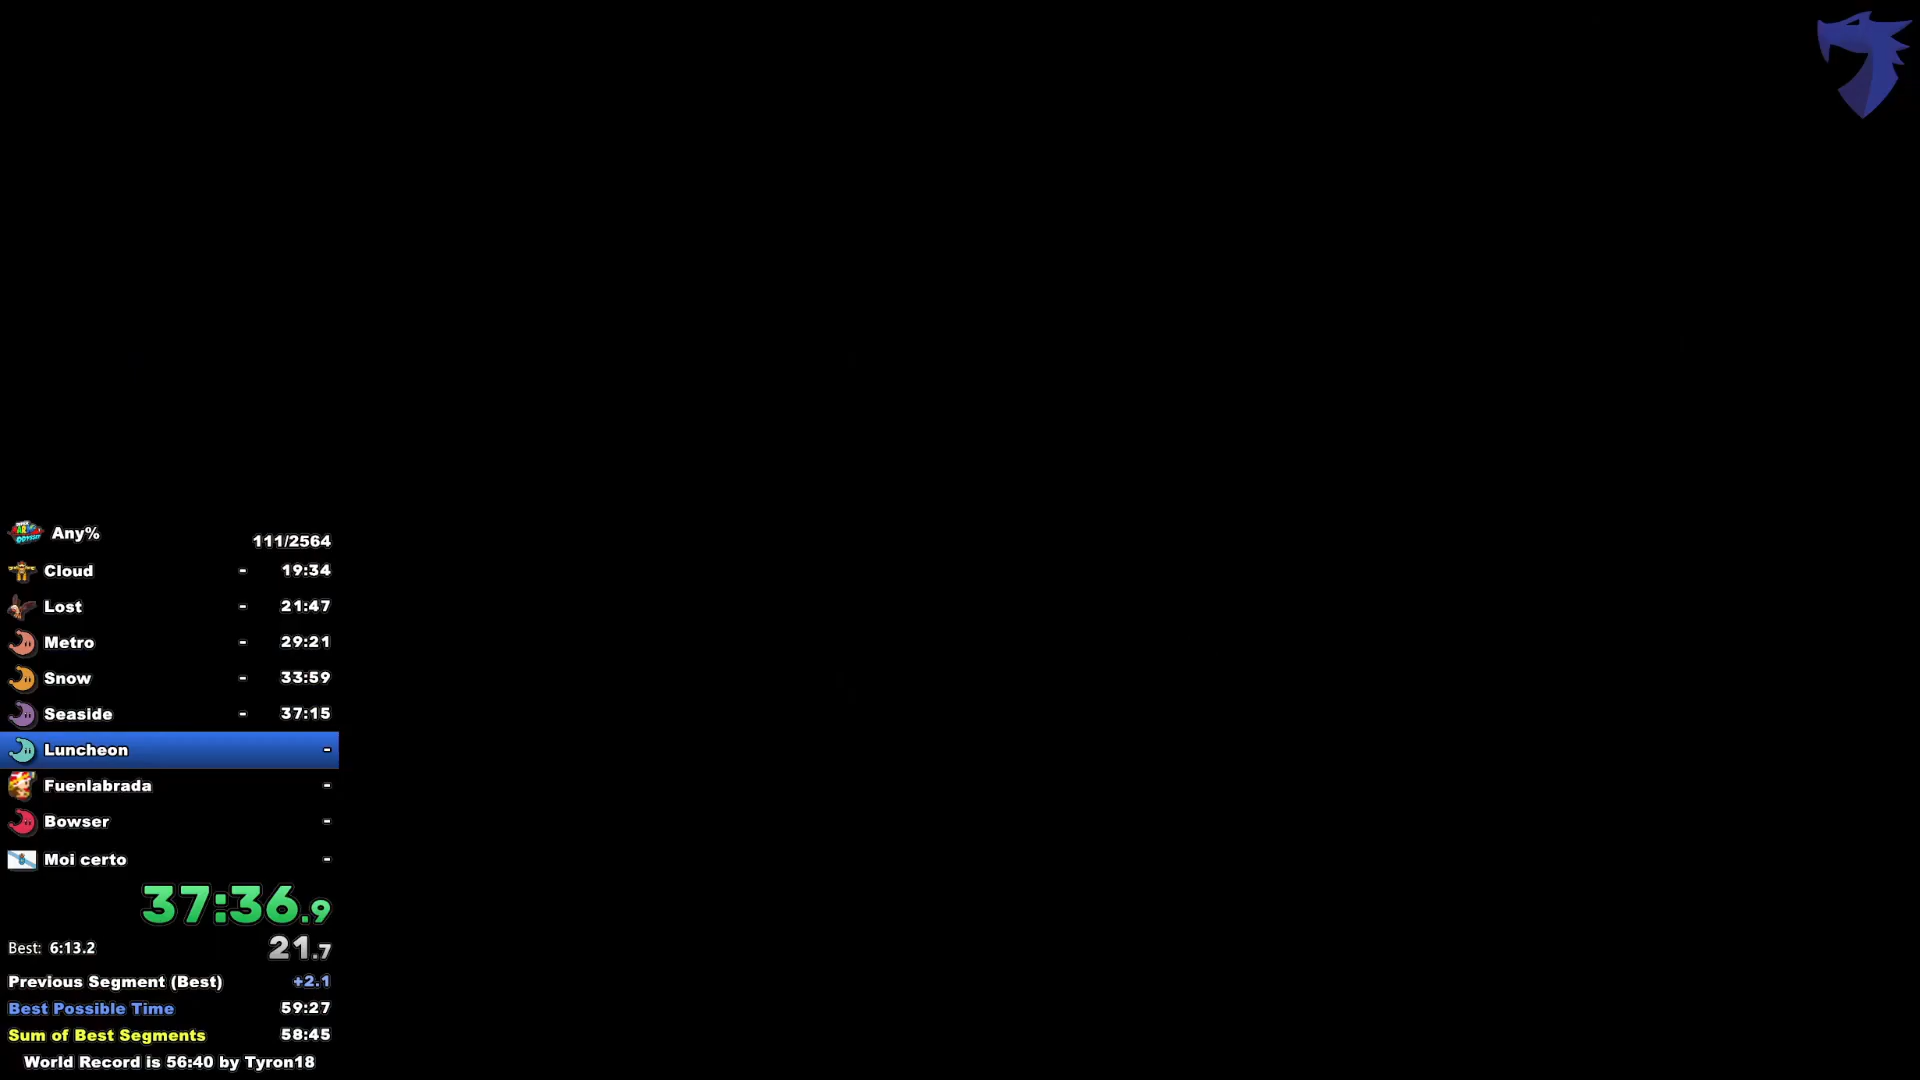 Any%
111/2564
Cloud - 19:34
Lost - 21:47
Metro - 29:21
Snow - 33:59
Seaside - 37:15
Luncheon -
Fuenlabrada -
Bowser -
Moi certo -
37:36.9
Best: 6:13.2 21.7
Previous Segment (Best) +2.1
Best Possible Time 59:27
Sum of Best Segments 58:45
World Record is 56:40 by Tyron18